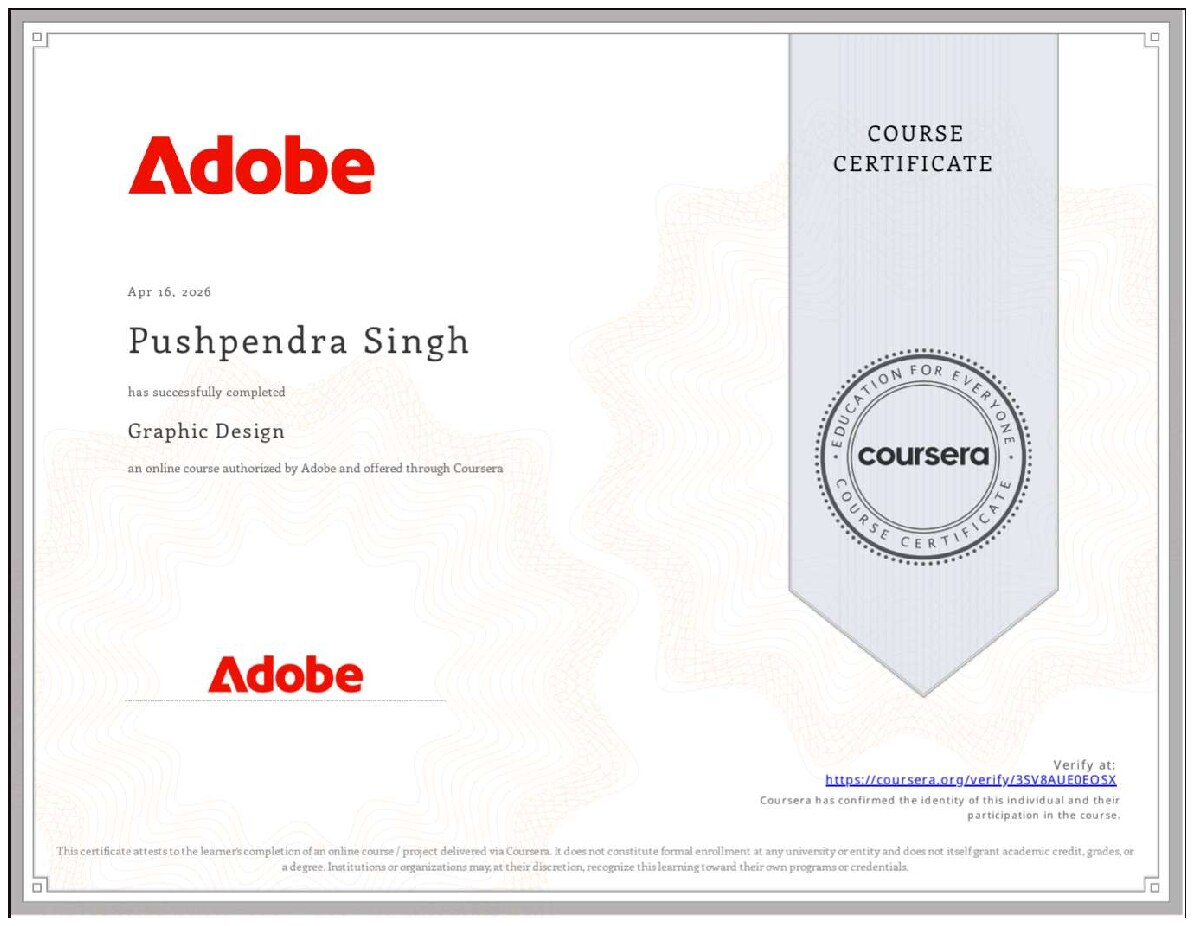 Adobe
COURSE
CERTIFICATE
Apr 16, 2026
Pushpendra Singh
has successfully completed
Graphic Design
an online course authorized by Adobe and offered through Coursera
EDUCATION FOR EVERYONE
coursera
COURSE CERTIFICATE
Adobe
Verify at:
https://coursera.org/verify/3SV8AUE0EOSX
Coursera has confirmed the identity of this individual and their
participation in the course.
This certificate attests to the learner's completion of an online course / project delivered via Coursera. It does not constitute formal enrollment at any university or entity and does not itself grant academic credit, grades, or
a degree. Institutions or organizations may, at their discretion, recognize this learning toward their own programs or credentials.